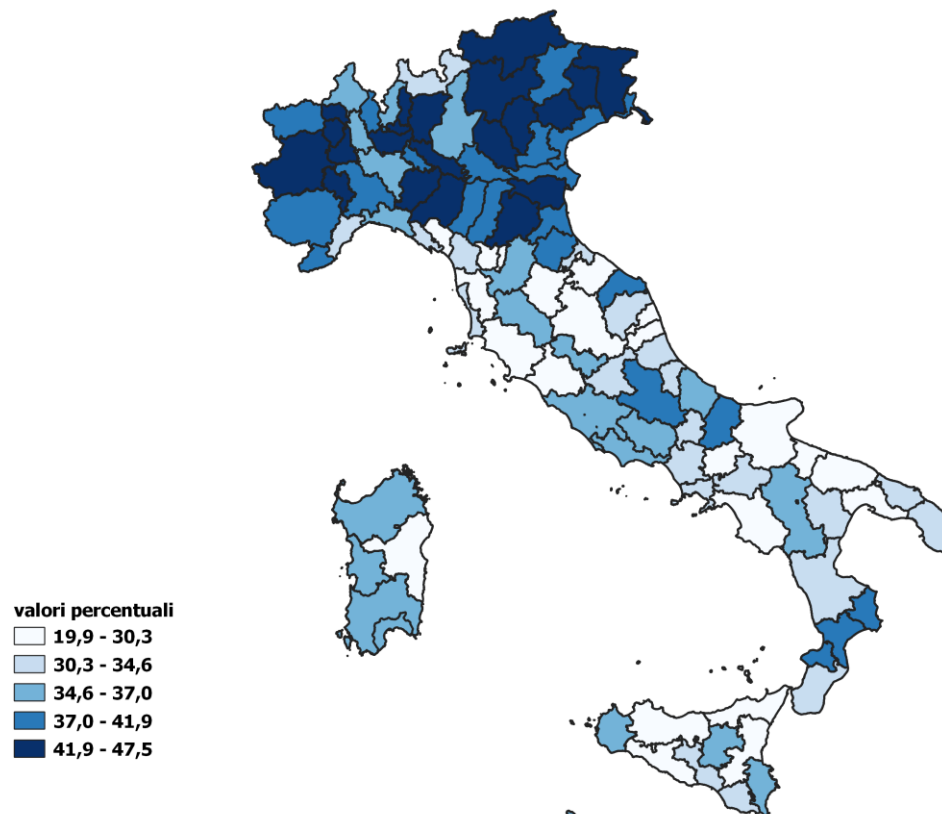 valori percentuali
19,9 - 30,3
30,3 - 34,6
34,6 - 37,0
37,0 - 41,9
41,9 - 47,5